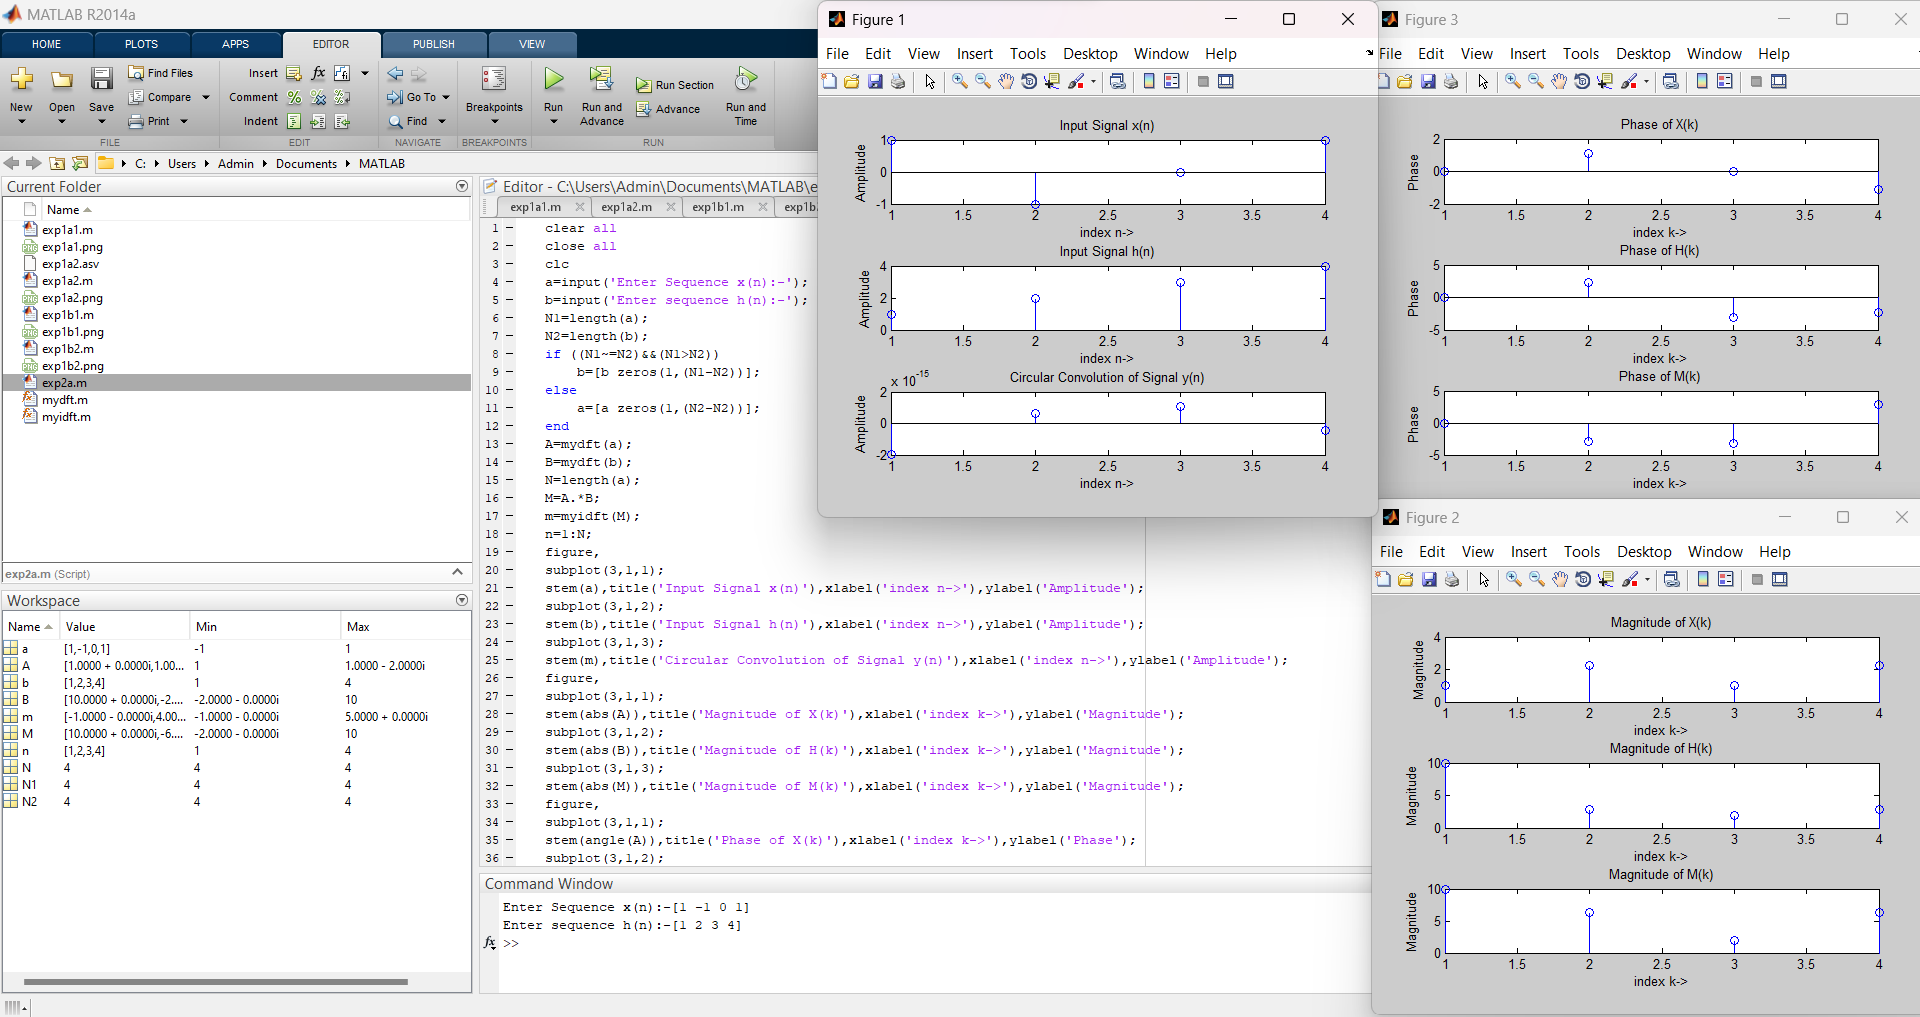 MATLAB R2014a
HOME PLOTS APPS EDITOR PUBLISH VIEW
New
Open
Save
Find Files
Compare
Print
FILE
Insert fx
Comment
Indent
EDIT
Go To
Find
NAVIGATE
Breakpoints
BREAKPOINTS
Run
Run and Advance
Run Section
Advance
Run and Time
RUN
C: Users Admin Documents MATLAB
Current Folder
Name
exp1a1.m
exp1a1.png
exp1a2.asv
exp1a2.m
exp1a2.png
exp1b1.m
exp1b1.png
exp1b2.m
exp1b2.png
exp2a.m
mydft.m
myidft.m
exp2a.m (Script)
Workspace
Name Value Min Max
a [1,-1,0,1] -1 1
A [1.0000 + 0.0000i,1.00... 1 1.0000 - 2.0000i
b [1,2,3,4] 1 4
B [10.0000 + 0.0000i,-2.... -2.0000 - 0.0000i 10
m [-1.0000 - 0.0000i,4.00... -1.0000 - 0.0000i 5.0000 + 0.0000i
M [10.0000 + 0.0000i,-6.... -2.0000 - 0.0000i 10
n [1,2,3,4] 1 4
N 4 4 4
N1 4 4 4
N2 4 4 4
Editor - C:\Users\Admin\Documents\MATLAB\e
exp1a1.m exp1a2.m exp1b1.m exp1b
1 clear all
2 close all
3 clc
4 a=input('Enter Sequence x(n):-');
5 b=input('Enter sequence h(n):-');
6 N1=length(a);
7 N2=length(b);
8 if ((N1~=N2)&&(N1>N2))
9 b=[b zeros(1,(N1-N2))];
10 else
11 a=[a zeros(1,(N2-N2))];
12 end
13 A=mydft(a);
14 B=mydft(b);
15 N=length(a);
16 M=A.*B;
17 m=myidft(M);
18 n=1:N;
19 figure,
20 subplot(3,1,1);
21 stem(a),title('Input Signal x(n)'),xlabel('index n->'),ylabel('Amplitude');
22 subplot(3,1,2);
23 stem(b),title('Input Signal h(n)'),xlabel('index n->'),ylabel('Amplitude');
24 subplot(3,1,3);
25 stem(m),title('Circular Convolution of Signal y(n)'),xlabel('index n->'),ylabel('Amplitude');
26 figure,
27 subplot(3,1,1);
28 stem(abs(A)),title('Magnitude of X(k)'),xlabel('index k->'),ylabel('Magnitude');
29 subplot(3,1,2);
30 stem(abs(B)),title('Magnitude of H(k)'),xlabel('index k->'),ylabel('Magnitude');
31 subplot(3,1,3);
32 stem(abs(M)),title('Magnitude of M(k)'),xlabel('index k->'),ylabel('Magnitude');
33 figure,
34 subplot(3,1,1);
35 stem(angle(A)),title('Phase of X(k)'),xlabel('index k->'),ylabel('Phase');
36 subplot(3,1,2);
Command Window
Enter Sequence x(n):-[1 -1 0 1]
Enter sequence h(n):-[1 2 3 4]
fx >>
Figure 1
File Edit View Insert Tools Desktop Window Help
Input Signal x(n)
Amplitude
1
0
-1
1 1.5 2 2.5 3 3.5 4
index n->
Input Signal h(n)
Amplitude
4
2
0
1 1.5 2 2.5 3 3.5 4
index n->
x 10-15
Circular Convolution of Signal y(n)
Amplitude
2
0
-2
1 1.5 2 2.5 3 3.5 4
index n->
Figure 3
File Edit View Insert Tools Desktop Window Help
Phase of X(k)
Phase
2
0
-2
1 1.5 2 2.5 3 3.5 4
index k->
Phase of H(k)
Phase
5
0
-5
1 1.5 2 2.5 3 3.5 4
index k->
Phase of M(k)
Phase
5
0
-5
1 1.5 2 2.5 3 3.5 4
index k->
Figure 2
File Edit View Insert Tools Desktop Window Help
Magnitude of X(k)
Magnitude
4
2
0
1 1.5 2 2.5 3 3.5 4
index k->
Magnitude of H(k)
Magnitude
10
5
0
1 1.5 2 2.5 3 3.5 4
index k->
Magnitude of M(k)
Magnitude
10
5
0
1 1.5 2 2.5 3 3.5 4
index k->